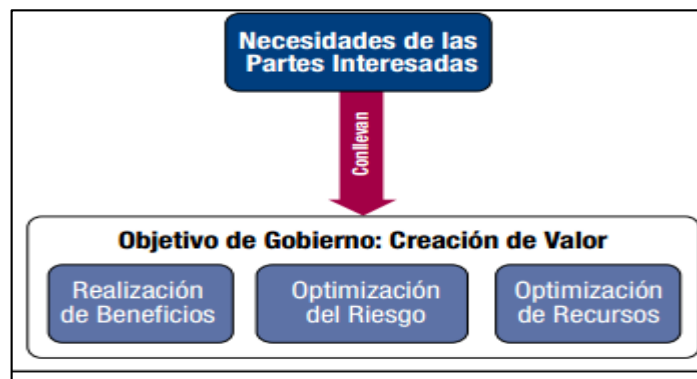 Necesidades de las
Partes Interesadas
Conllevan
Objetivo de Gobierno: Creación de Valor
Realización
de Beneficios
Optimización
del Riesgo
Optimización
de Recursos